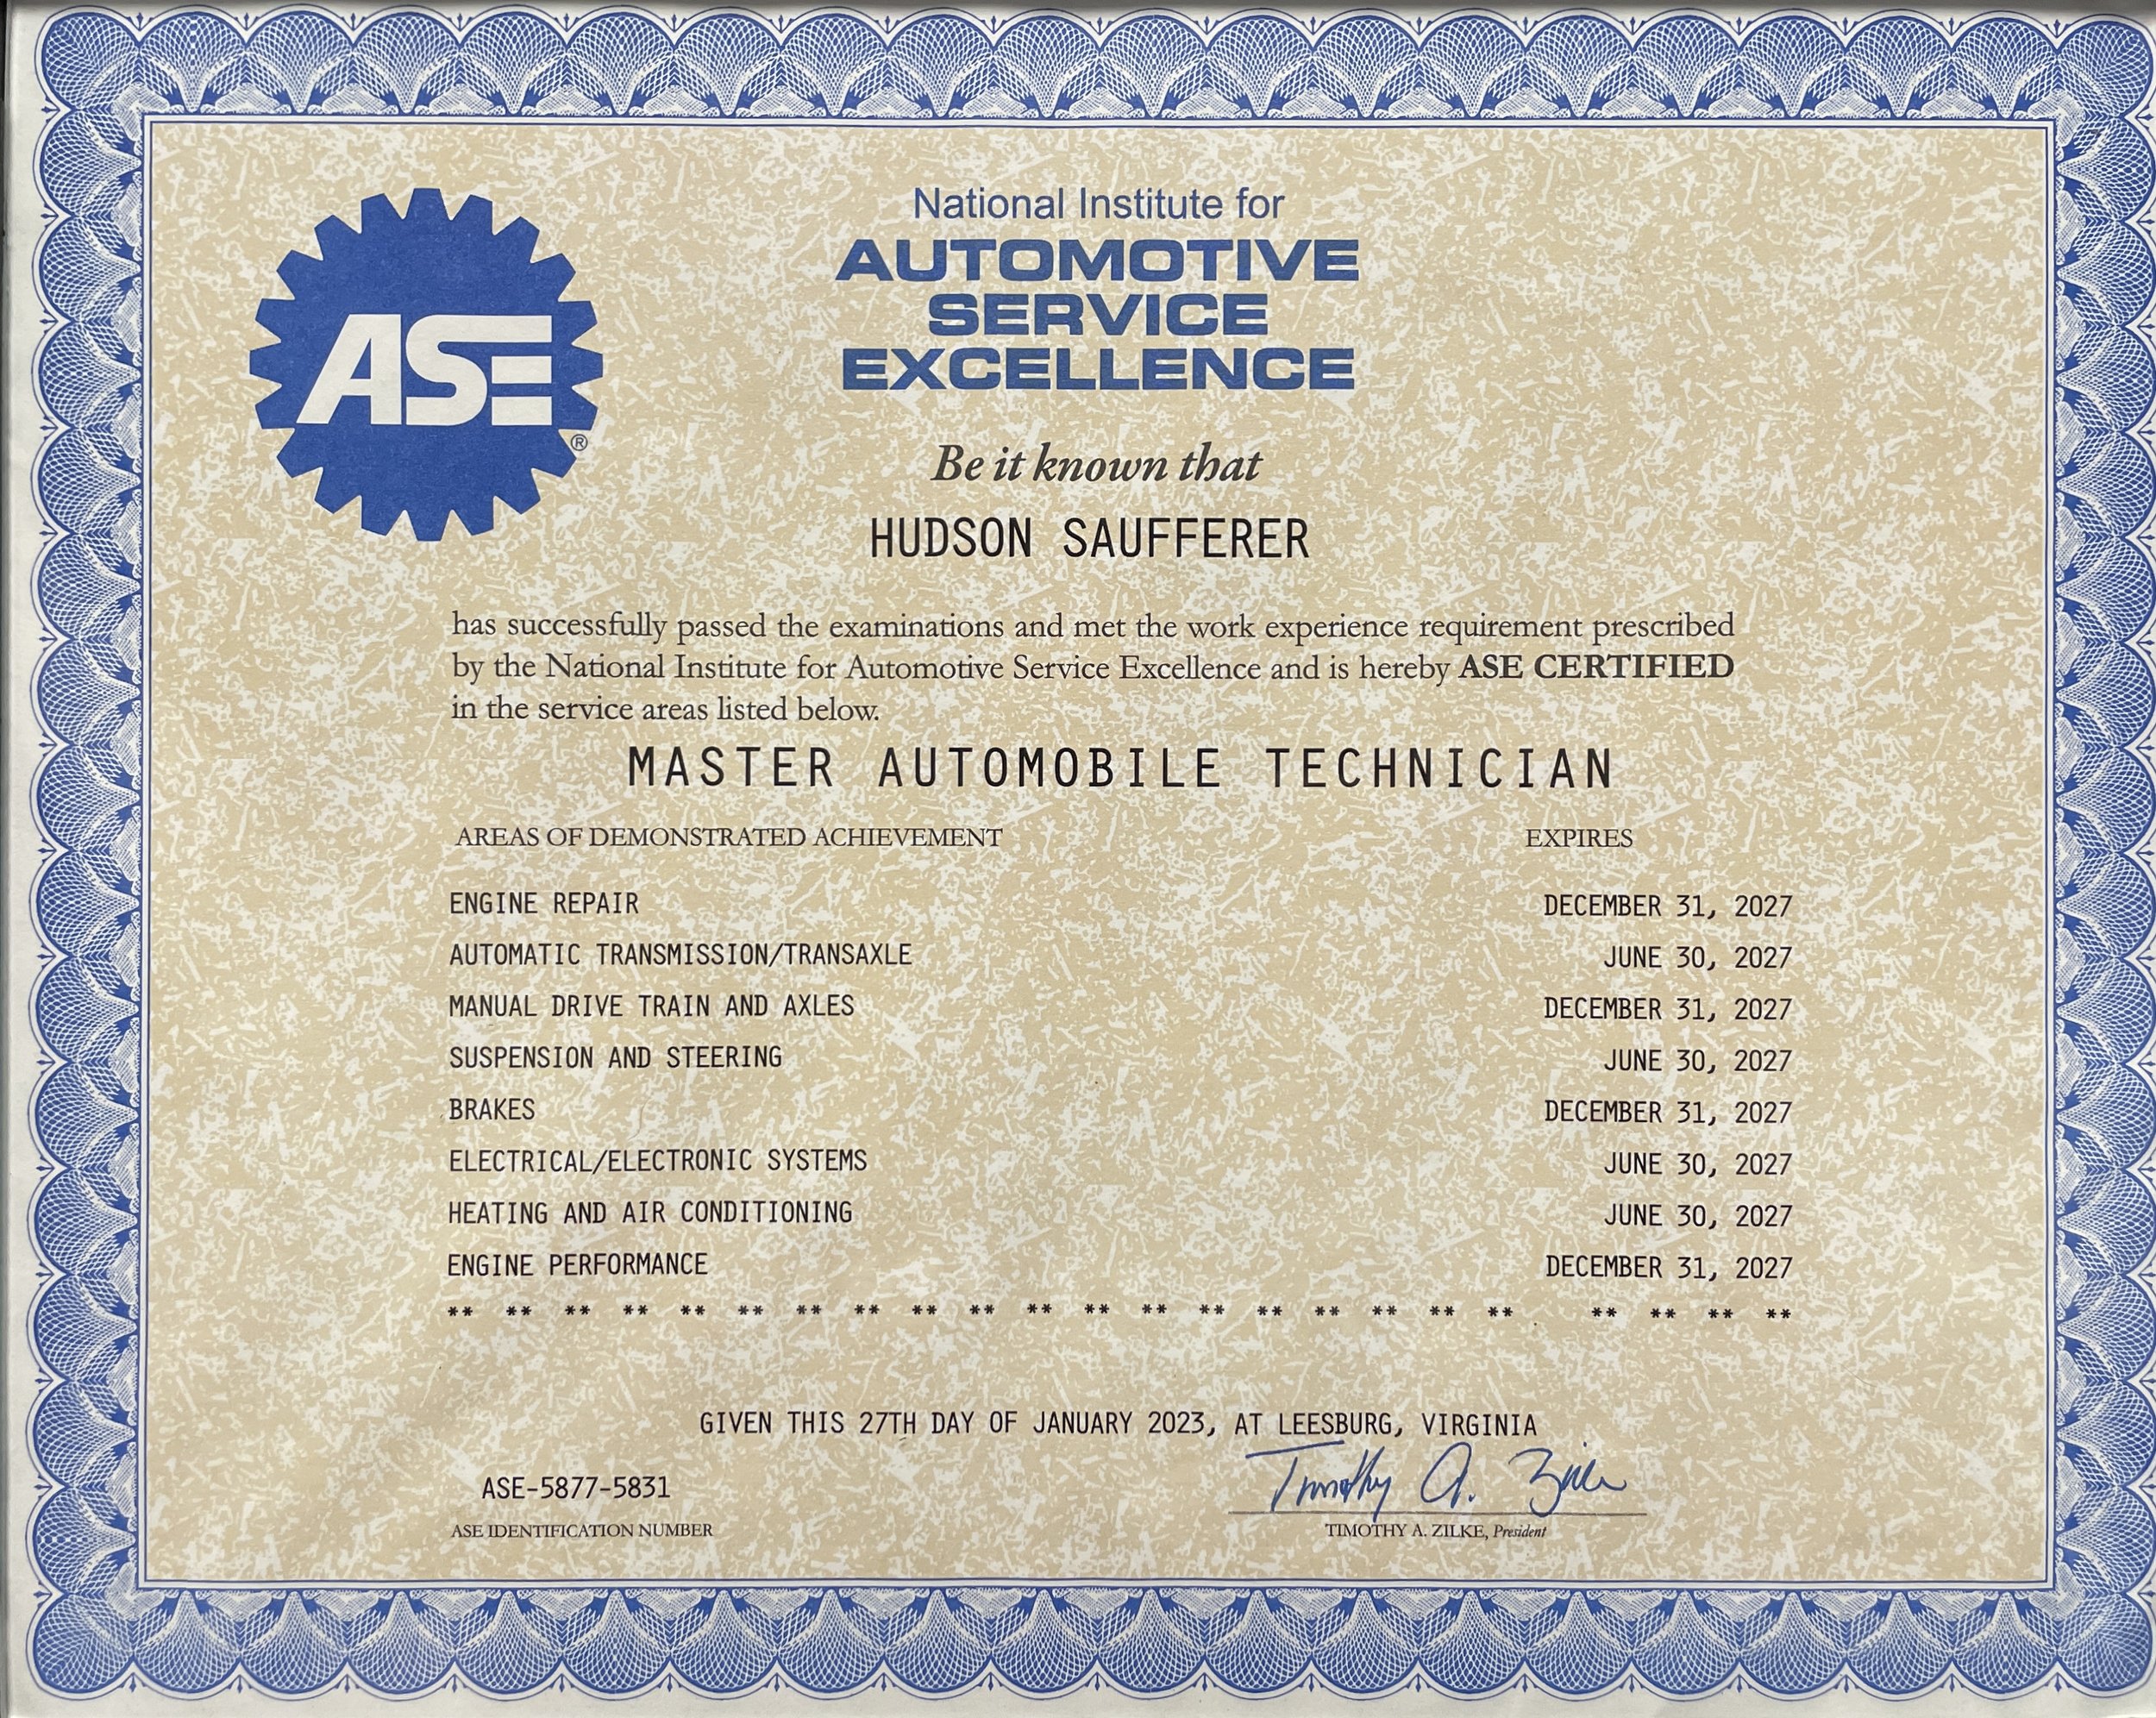 ASE
®
National Institute for
AUTOMOTIVE
SERVICE
EXCELLENCE
Be it known that
HUDSON SAUFFERER
has successfully passed the examinations and met the work experience requirement prescribed
by the National Institute for Automotive Service Excellence and is hereby ASE CERTIFIED
in the service areas listed below.
MASTER AUTOMOBILE TECHNICIAN
AREAS OF DEMONSTRATED ACHIEVEMENT EXPIRES
ENGINE REPAIR DECEMBER 31, 2027
AUTOMATIC TRANSMISSION/TRANSAXLE JUNE 30, 2027
MANUAL DRIVE TRAIN AND AXLES DECEMBER 31, 2027
SUSPENSION AND STEERING JUNE 30, 2027
BRAKES DECEMBER 31, 2027
ELECTRICAL/ELECTRONIC SYSTEMS JUNE 30, 2027
HEATING AND AIR CONDITIONING JUNE 30, 2027
ENGINE PERFORMANCE DECEMBER 31, 2027
** ** ** ** ** ** ** ** ** ** ** ** ** ** ** ** ** ** ** ** ** ** **
GIVEN THIS 27TH DAY OF JANUARY 2023, AT LEESBURG, VIRGINIA
Timothy A. Zilke
ASE-5877-5831
ASE IDENTIFICATION NUMBER TIMOTHY A. ZILKE, President